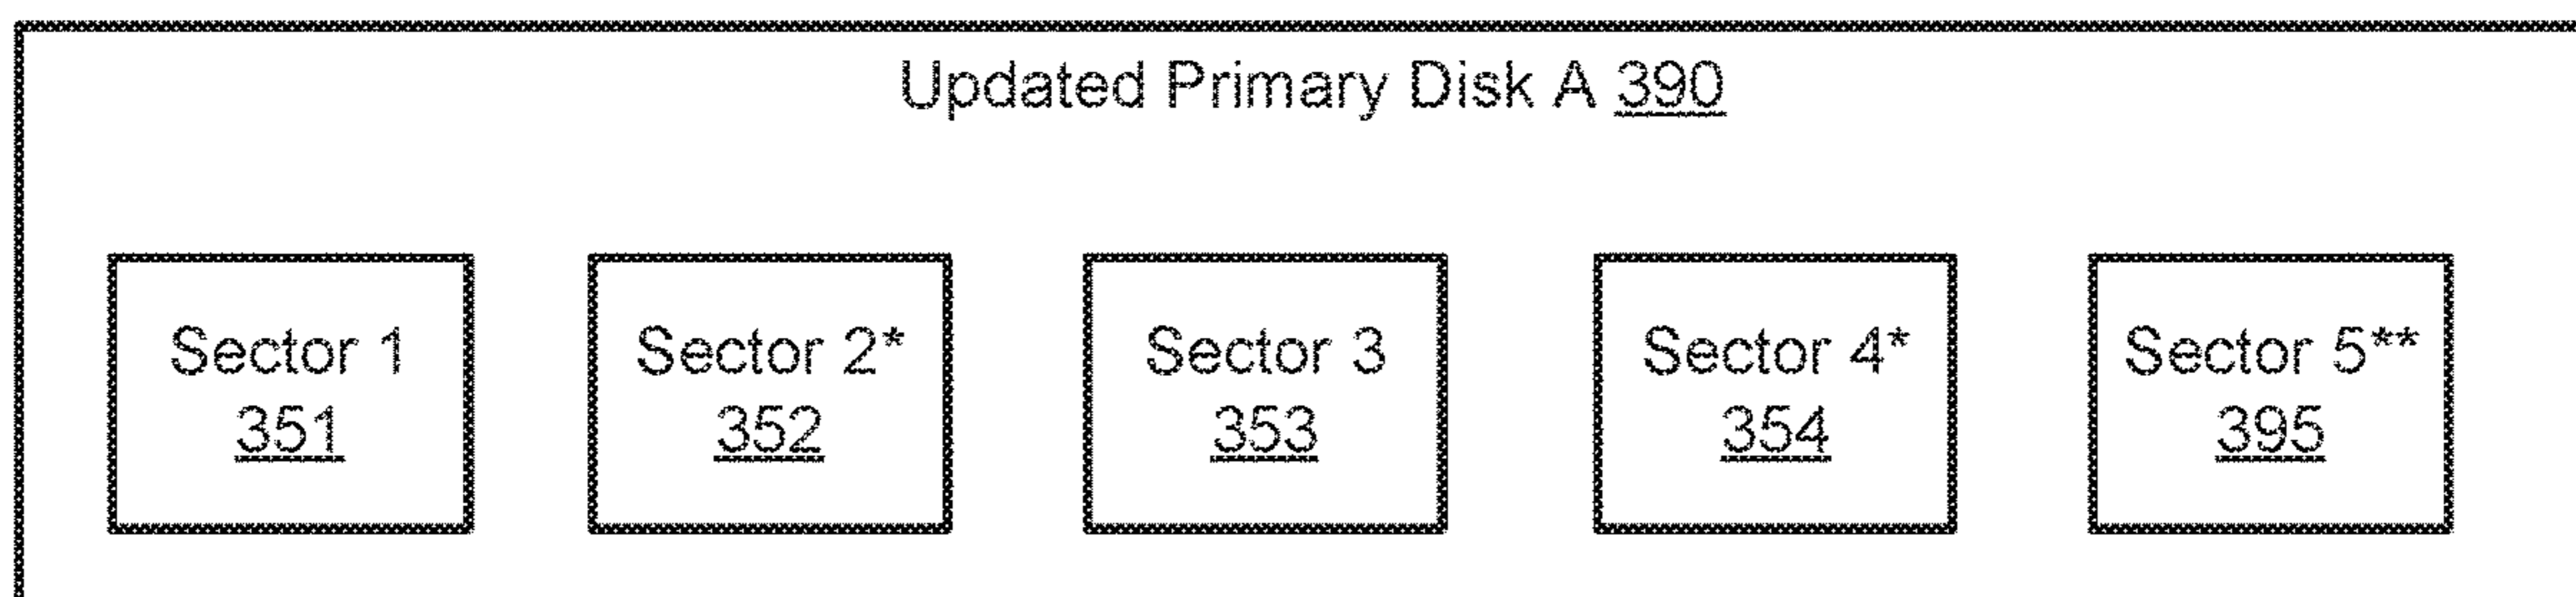 Updated Primary Disk A 390
Sector 1
351
Sector 2*
352
Sector 3
353
Sector 4*
354
Sector 5**
395